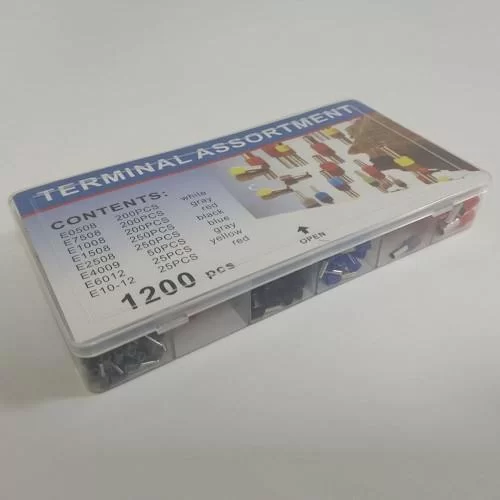 TERMINAL ASSORTMENT
CONTENTS:
E0508 200PCS white
E7508 200PCS gray
E1008 200PCS red
E1508 250PCS black
E2508 250PCS blue
E4009 50PCS gray
E6012 25PCS yellow
E10-12 25PCS red
1200 pcs
OPEN